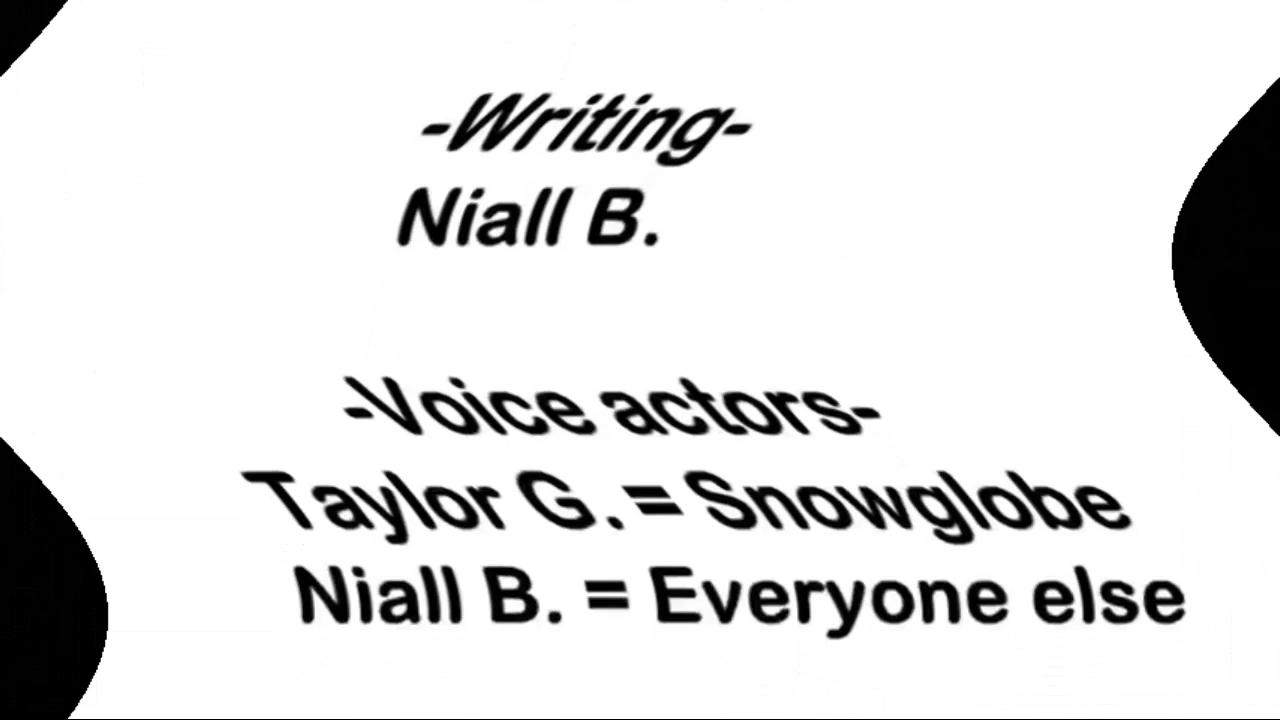 -Writing-
Niall B.
-Voice actors-
Taylor G. = Snowglobe
Niall B. = Everyone else